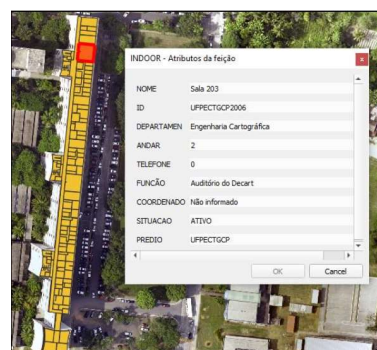 INDOOR - Atributos da feição
NOME Sala 203
ID UFPECTGCP2006
DEPARTAMEN Engenharia Cartográfica
ANDAR 2
TELEFONE 0
FUNCÃO Auditório do Decart
COORDENADO Não informado
SITUACAO ATIVO
PREDIO UFPECTGCP
OK Cancel